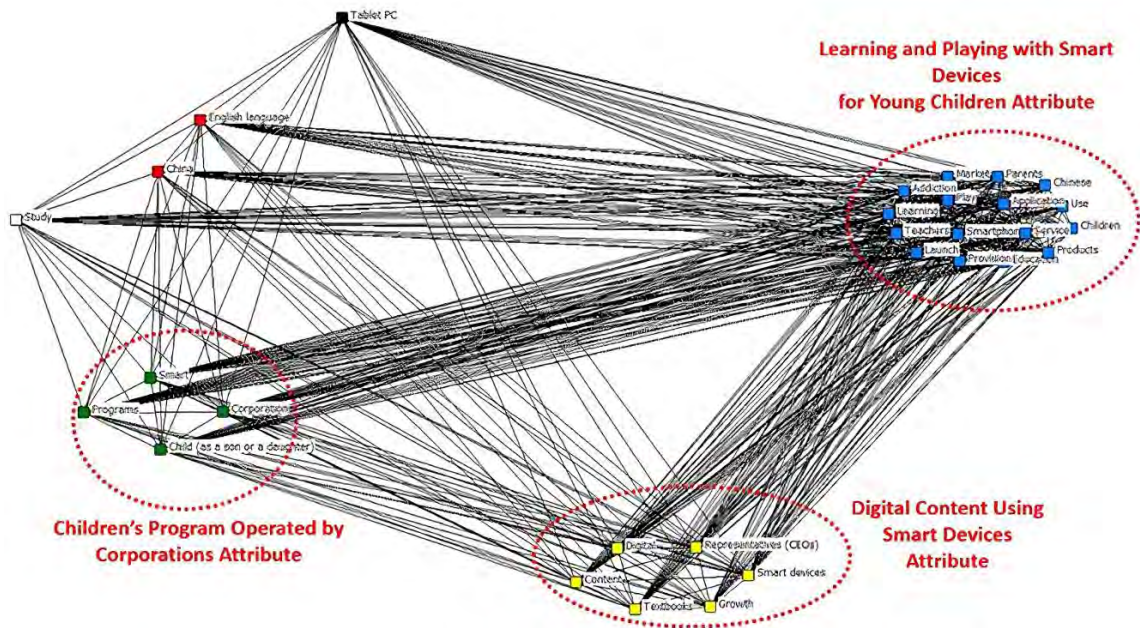 Tablet PC
Learning and Playing with Smart
Devices
for Young Children Attribute
English language
China
Study
Market
Parents
Chinese
Addiction
Play
Application
Use
Learning
Children
Teachers
Smartphon
Service
Launch
Provision
Education
Products
Smart
Programs
Corporation
Child (as a son or a daughter)
Children's Program Operated by
Corporations Attribute
Digital Content Using
Smart Devices
Attribute
Digital
Representatives (CEOs)
Content
Smart devices
Textbooks
Growth